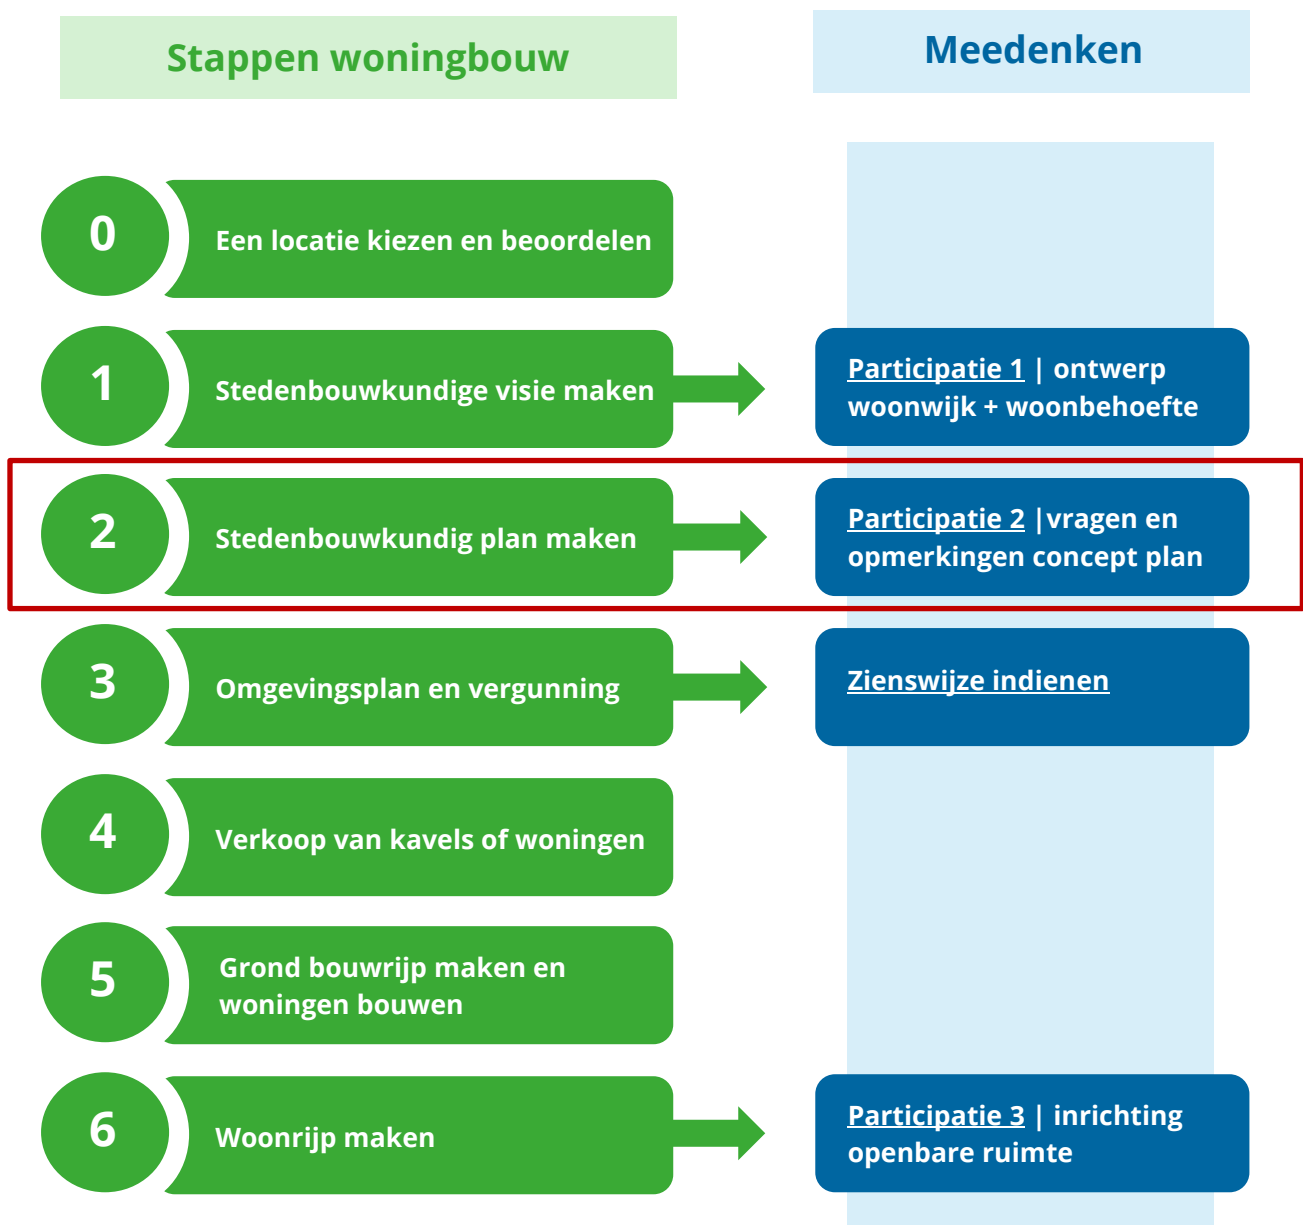 Stappen woningbouw
Meedenken
0
Een locatie kiezen en beoordelen
1
Stedenbouwkundige visie maken
Participatie 1 | ontwerp
woonwijk + woonbehoefte
2
Stedenbouwkundig plan maken
Participatie 2 |vragen en
opmerkingen concept plan
3
Omgevingsplan en vergunning
Zienswijze indienen
4
Verkoop van kavels of woningen
5
Grond bouwrijp maken en
woningen bouwen
6
Woonrijp maken
Participatie 3 | inrichting
openbare ruimte